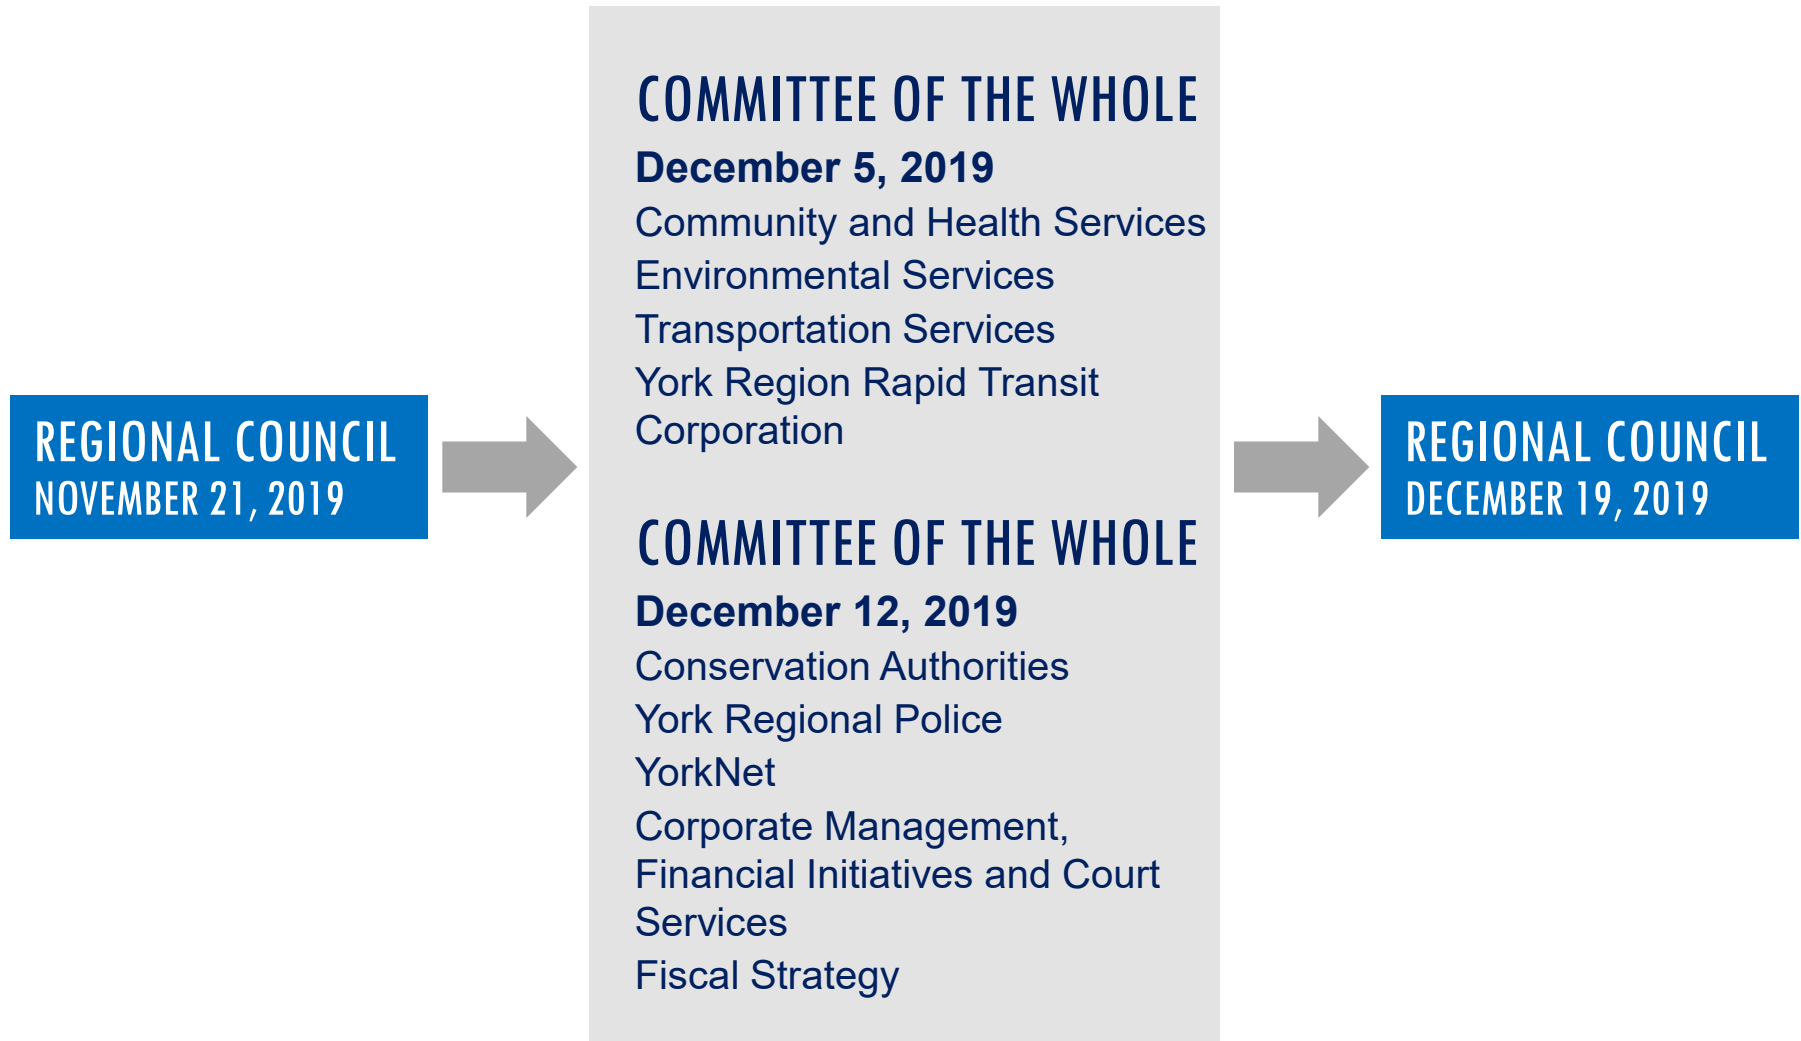 REGIONAL COUNCIL
NOVEMBER 21, 2019
COMMITTEE OF THE WHOLE
December 5, 2019
Community and Health Services
Environmental Services
Transportation Services
York Region Rapid Transit
Corporation
COMMITTEE OF THE WHOLE
December 12, 2019
Conservation Authorities
York Regional Police
YorkNet
Corporate Management,
Financial Initiatives and Court
Services
Fiscal Strategy
REGIONAL COUNCIL
DECEMBER 19, 2019